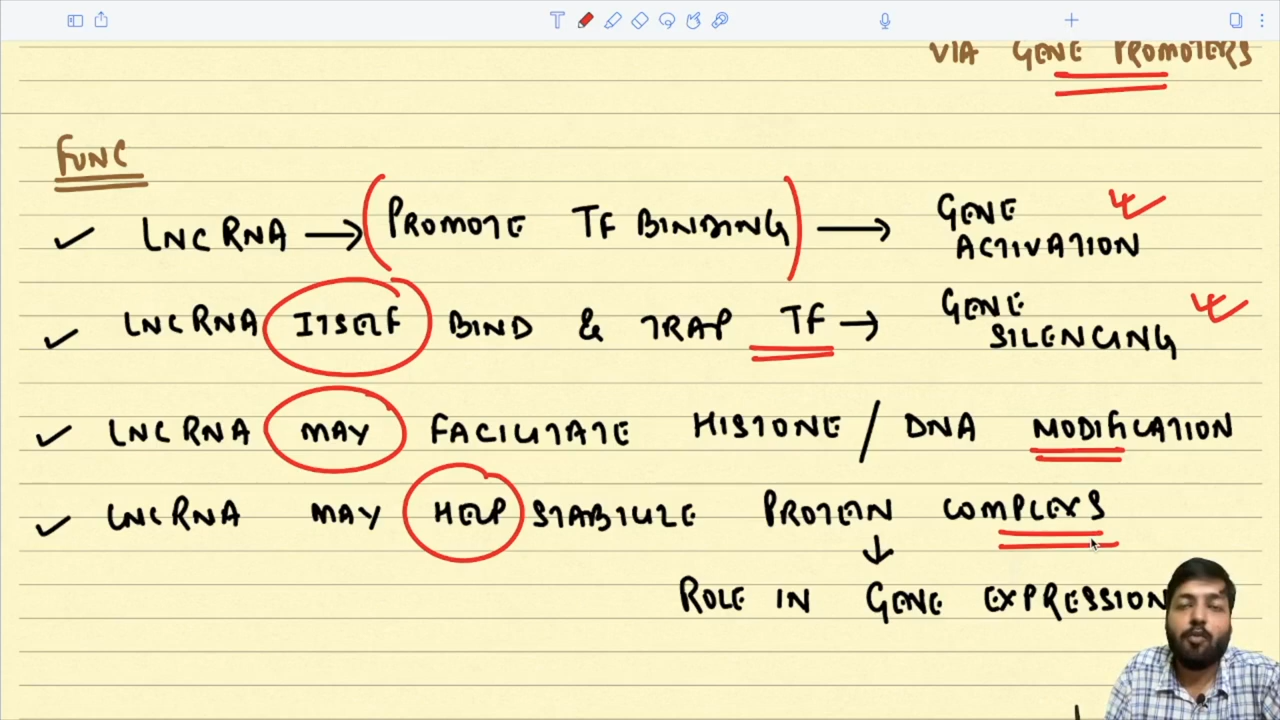 VIA GENE PROMOTERS
FUNC
LNCRNA → (PROMOTE TF BINDING) → GENE ACTIVATION
LNCRNA ITSELF BIND & TRAP TF → GENE SILENCING
LNCRNA MAY FACILITATE HISTONE / DNA MODIFICATION
LNCRNA MAY HELP STABILIZE PROTEIN COMPLEXS
↓
ROLE IN GENE EXPRESSION